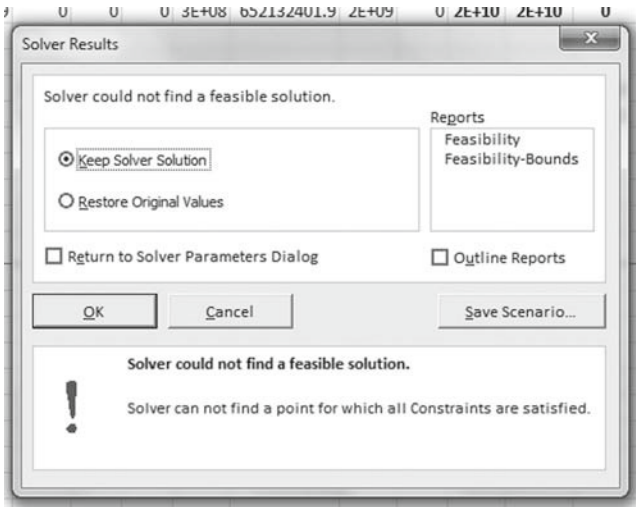 0 0 0 3E+08 652132401.9 2E+09 0 2E+10 2E+10 0
Solver Results
Solver could not find a feasible solution.
Reports
Feasibility
Feasibility-Bounds
Keep Solver Solution
Restore Original Values
Return to Solver Parameters Dialog
Outline Reports
OK
Cancel
Save Scenario...
Solver could not find a feasible solution.
Solver can not find a point for which all Constraints are satisfied.